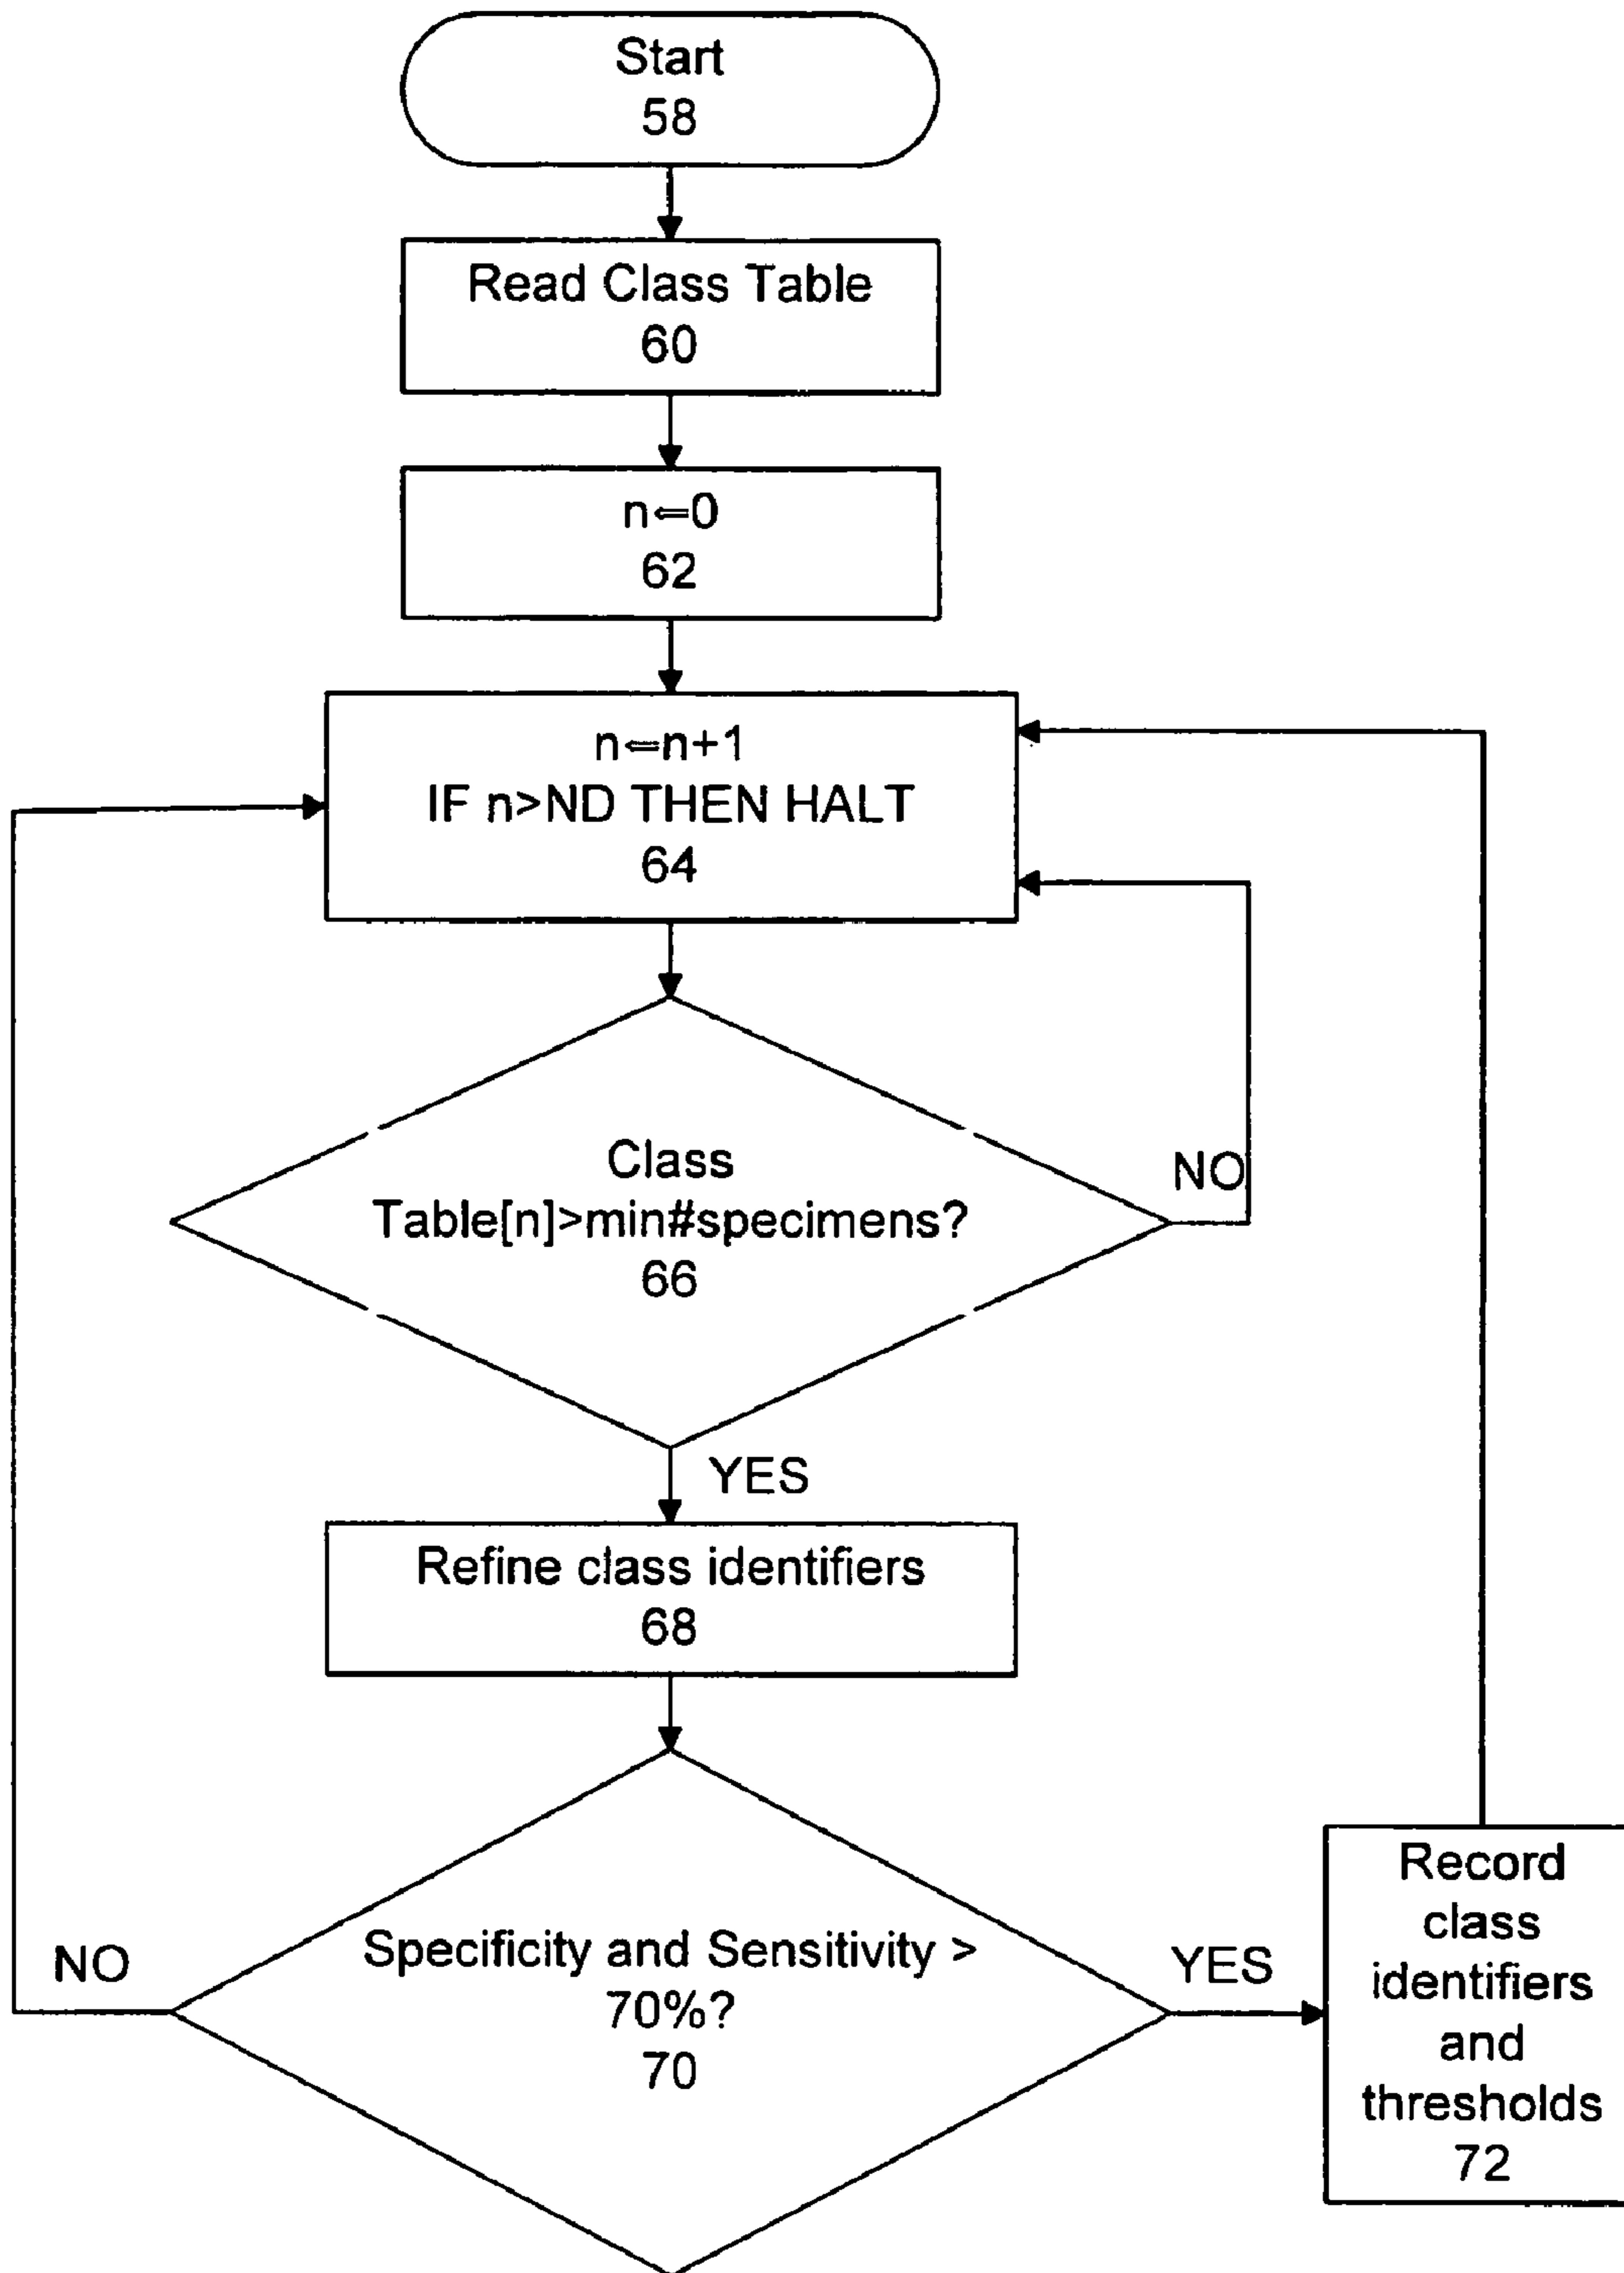 Start
58
Read Class Table
60
n⇐0
62
n⇐n+1
IF n>ND THEN HALT
64
Class
Table[n]>min#specimens?
66
NO
YES
Refine class identifiers
68
Specificity and Sensitivity >
70%?
70
NO
YES
Record
class
identifiers
and
thresholds
72